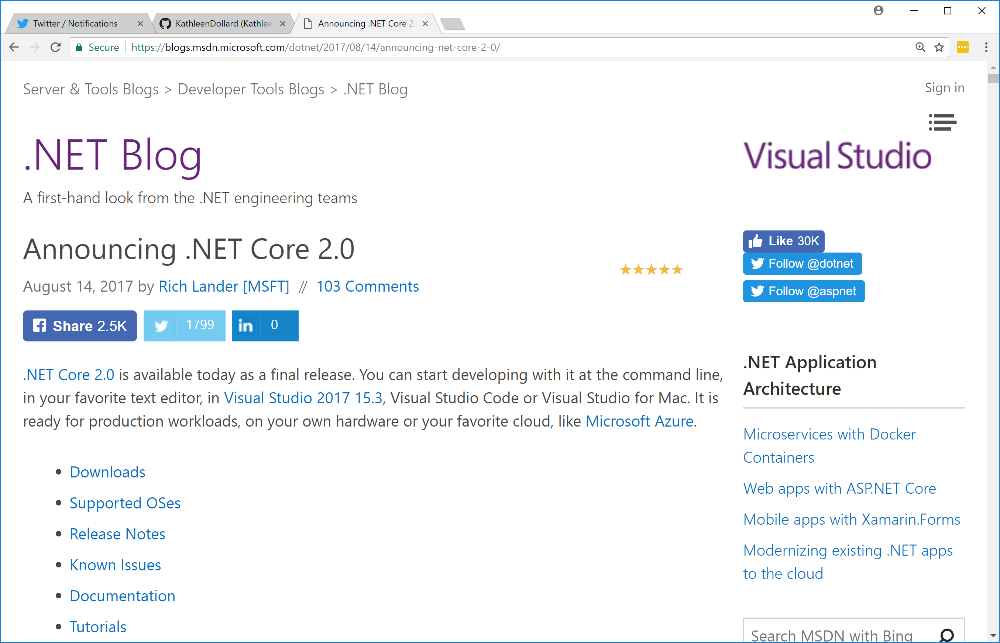 Twitter / Notifications
KathleenDollard (Kathlee
Announcing .NET Core 2.
Secure
https://blogs.msdn.microsoft.com/dotnet/2017/08/14/announcing-net-core-2-0/
Server & Tools Blogs > Developer Tools Blogs > .NET Blog
Sign in
.NET Blog
Visual Studio
A first-hand look from the .NET engineering teams
Announcing .NET Core 2.0
August 14, 2017 by Rich Lander [MSFT] // 103 Comments
Share 2.5K
1799
in 0
.NET Core 2.0 is available today as a final release. You can start developing with it at the command line,
in your favorite text editor, in Visual Studio 2017 15.3, Visual Studio Code or Visual Studio for Mac. It is
ready for production workloads, on your own hardware or your favorite cloud, like Microsoft Azure.
• Downloads
• Supported OSes
• Release Notes
• Known Issues
• Documentation
• Tutorials
Like 30K
Follow @dotnet
Follow @aspnet
.NET Application
Architecture
Microservices with Docker
Containers
Web apps with ASP.NET Core
Mobile apps with Xamarin.Forms
Modernizing existing .NET apps
to the cloud
Search MSDN with Bing